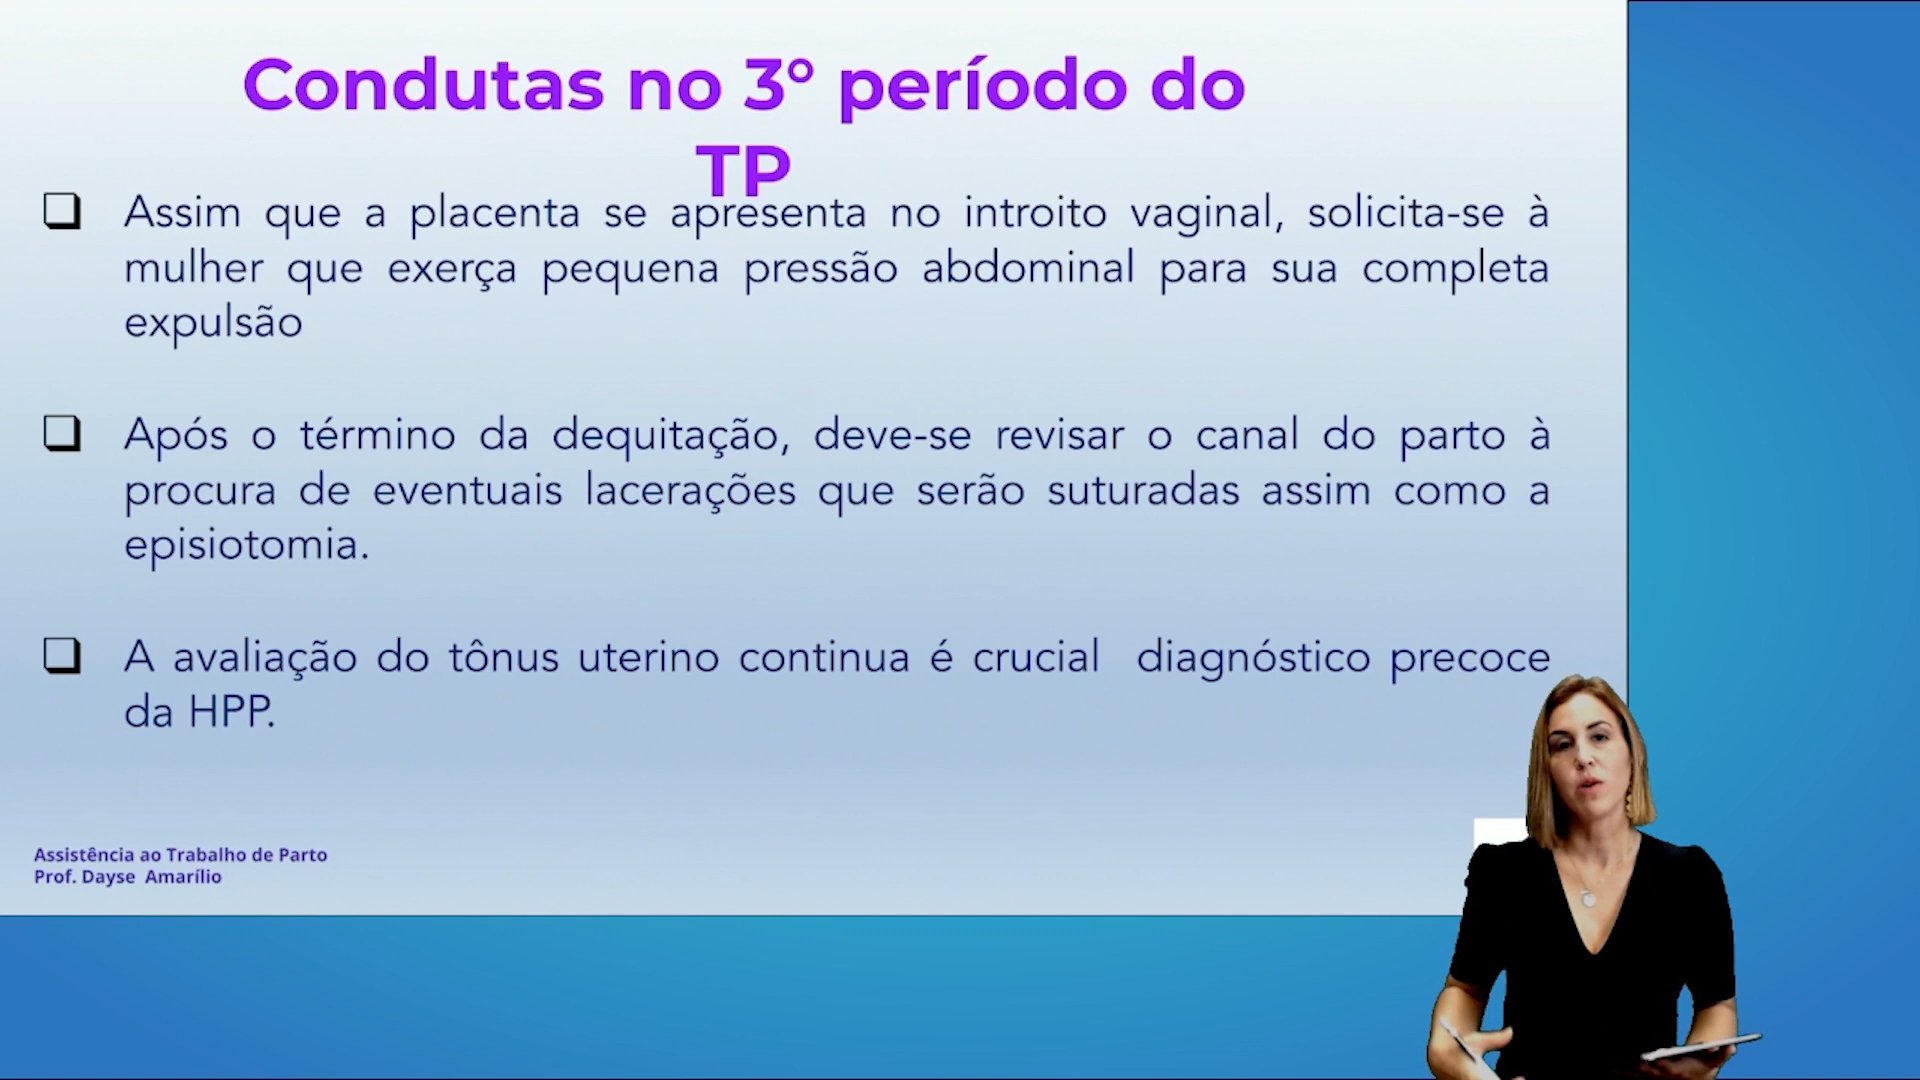 Condutas no 3° período do
TP
❑ Assim que a placenta se apresenta no introito vaginal, solicita-se à
mulher que exerça pequena pressão abdominal para sua completa
expulsão
❑ Após o término da dequitação, deve-se revisar o canal do parto à
procura de eventuais lacerações que serão suturadas assim como a
episiotomia.
❑ A avaliação do tônus uterino continua é crucial diagnóstico precoce
da HPP.
Assistência ao Trabalho de Parto
Prof. Dayse Amarílio